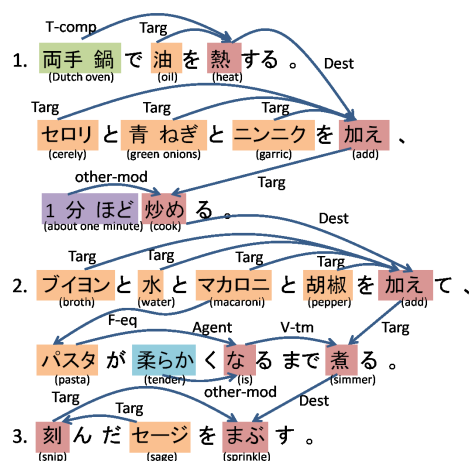 T-comp Targ
1. 両手 鍋 で 油 を 熱 する 。
(Dutch oven) (oil) (heat)
Dest
Targ Targ Targ
セロリ と 青 ねぎ と ニンニク を 加え 、
(cerely) (green onions) (garric) (add)
other-mod Targ
1 分 ほど 炒め る 。
(about one minute) (cook)
Dest
Targ Targ Targ Targ
2. ブイヨン と 水 と マカロニ と 胡椒 を 加え て 、
(broth) (water) (macaroni) (pepper) (add)
F-eq Agent V-tm Targ
パスタ が 柔らか く な る まで 煮 る 。
(pasta) (tender) (is) (simmer)
other-mod
Targ Targ Dest
3. 刻 ん だ セージ を まぶ す 。
(snip) (sage) (sprinkle)